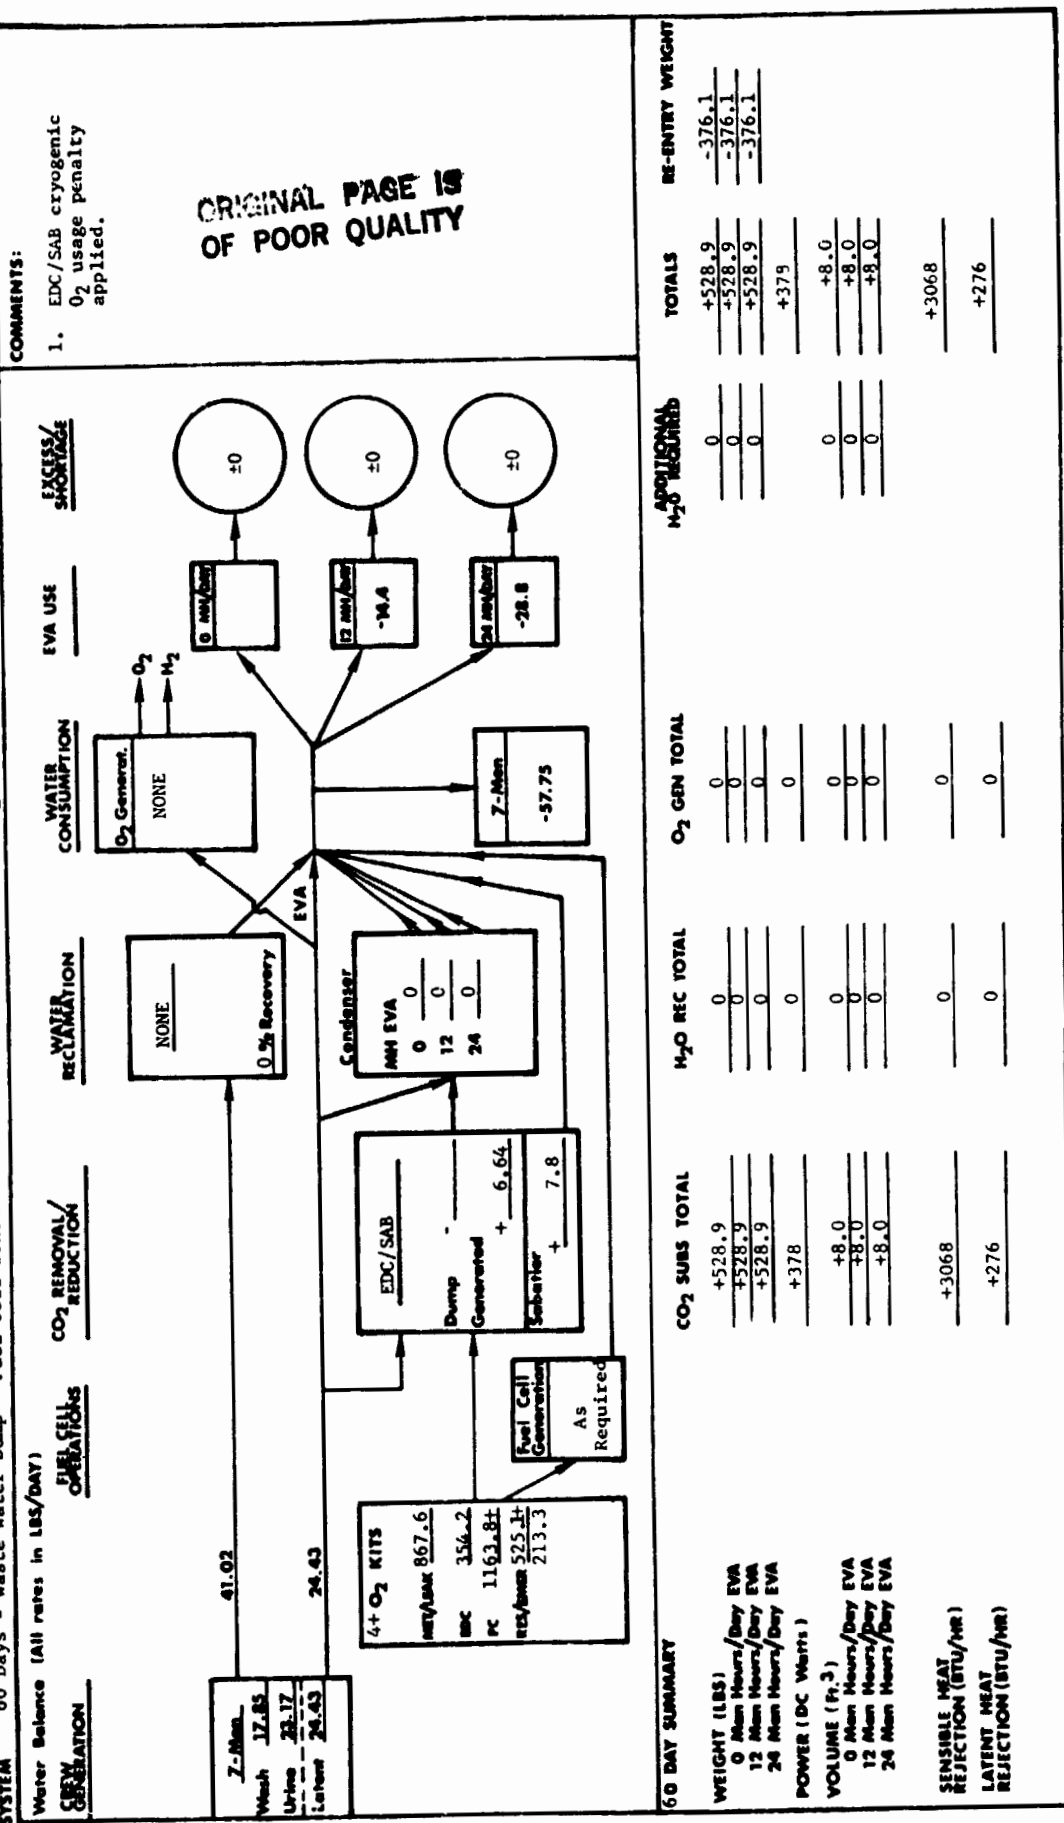 SYSTEM 60 Days - Waste Water Dump
Water Balance (All rates in LBS/DAY)
CREW GENERATION
FUEL CELL OPERATIONS
CO2 REMOVAL/ REDUCTION
WATER RECLAMATION
WATER CONSUMPTION
EVA USE
EXCESS/ SHORTAGE
COMMENTS:
1. EDC/SAB cryogenic
O2 usage penalty
applied.
ORIGINAL PAGE IS
OF POOR QUALITY
7-Men
Wash 17.85
Urine 23.17
Latent 24.43
41.02
24.43
4+ O2 KITS
MET/LEAK 867.6
EDC 354.2
PC 1163.8+
RES/EMER 525.1+
213.3
Fuel Cell
Generation
As
Required
EDC/SAB
Dump -
Generated
+ 6.64
Sabatier
+ 7.8
NONE
0 % Recovery
EVA
Condenser
MH EVA
0 0
12 0
24 0
O2 Generat.
NONE
O2
H2
7-Men
-57.75
0 MH/DAY
12 MH/DAY
-14.4
24 MH/DAY
-28.8
±0
±0
±0
60 DAY SUMMARY
CO2 SUBS TOTAL
H2O REC TOTAL
O2 GEN TOTAL
ADDITIONAL H2O REQUIRED
TOTALS
RE-ENTRY WEIGHT
WEIGHT (LBS)
0 Man Hours/Day EVA +528.9 0 0 0 +528.9 -376.1
12 Man Hours/Day EVA +528.9 0 0 0 +528.9 -376.1
24 Man Hours/Day EVA +528.9 0 0 0 +528.9 -376.1
POWER (DC Watts) +378 0 0 +379
VOLUME (Ft.3)
0 Man Hours/Day EVA +8.0 0 0 0 +8.0
12 Man Hours/Day EVA +8.0 0 0 0 +8.0
24 Man Hours/Day EVA +8.0 0 0 0 +8.0
SENSIBLE HEAT
REJECTION (BTU/HR) +3068 0 0 +3068
LATENT HEAT
REJECTION (BTU/HR) +276 0 0 +276